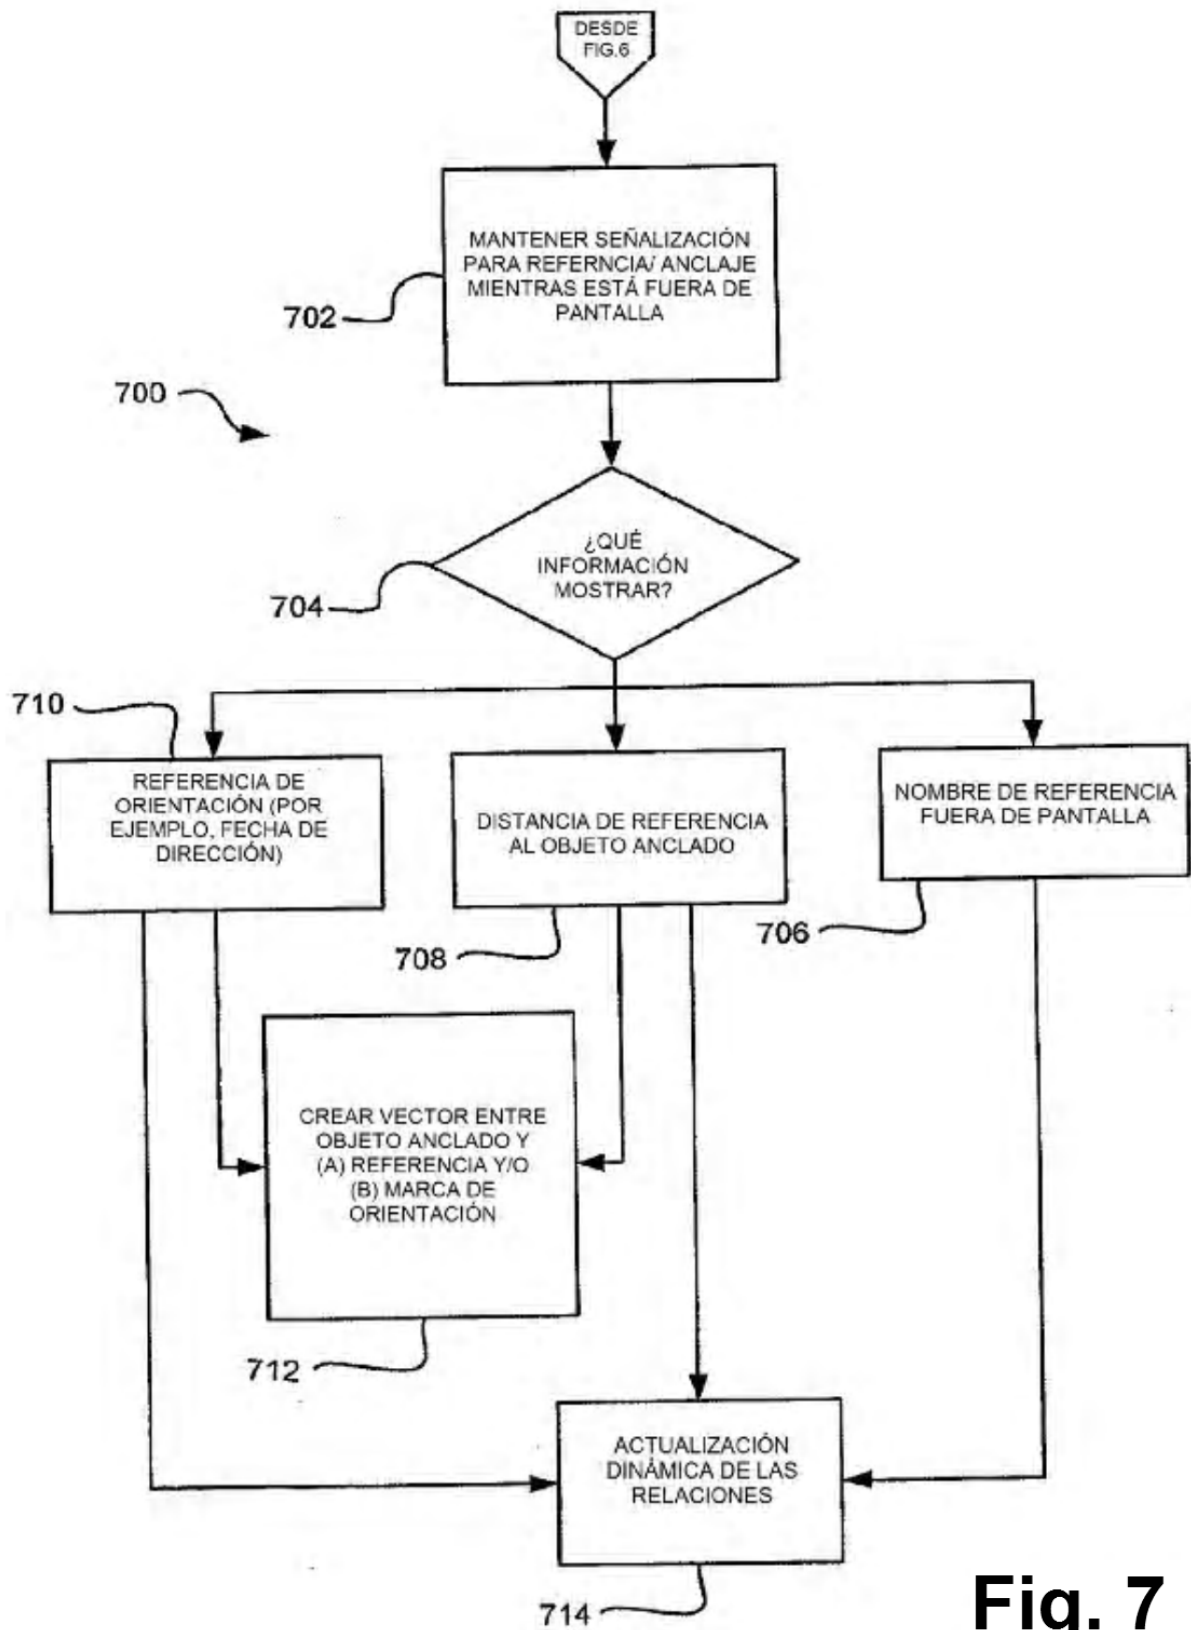 DESDE
FIG.6
MANTENER SEÑALIZACIÓN
PARA REFERNCIA/ ANCLAJE
MIENTRAS ESTÁ FUERA DE
PANTALLA
702
700
¿QUÉ
INFORMACIÓN
MOSTRAR?
704
710
REFERENCIA DE
ORIENTACIÓN (POR
EJEMPLO, FECHA DE
DIRECCIÓN)
DISTANCIA DE REFERENCIA
AL OBJETO ANCLADO
NOMBRE DE REFERENCIA
FUERA DE PANTALLA
708
706
CREAR VECTOR ENTRE
OBJETO ANCLADO Y
(A) REFERENCIA Y/O
(B) MARCA DE
ORIENTACIÓN
712
ACTUALIZACIÓN
DINÁMICA DE LAS
RELACIONES
714
Fig. 7